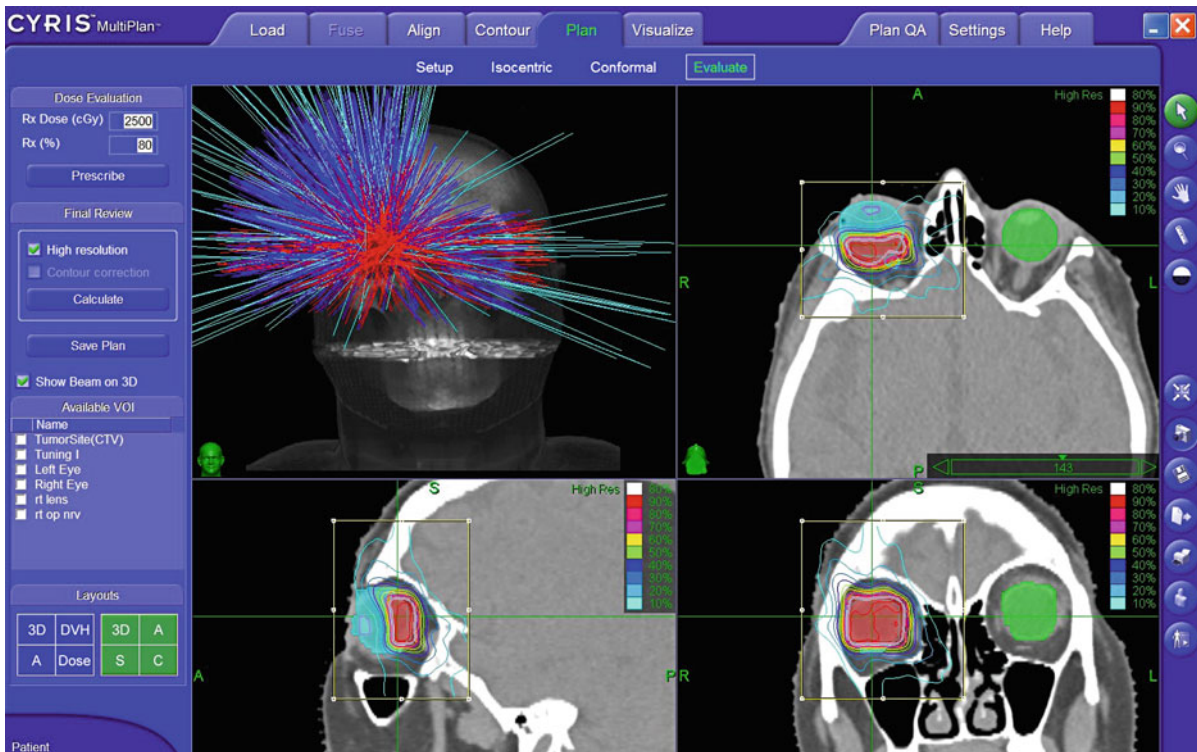 CYRIS™ MultiPlan™
Load
Fuse
Align
Contour
Plan
Visualize
Plan QA
Settings
Help
Setup
Isocentric
Conformal
Evaluate
Dose Evaluation
Rx Dose (cGy) 2500
Rx (%) 80
Prescribe
Final Review
High resolution
Contour correction
Calculate
Save Plan
Show Beam on 3D
Available VOI
Name
TumorSite(CTV)
Tuning I
Left Eye
Right Eye
rt lens
rt op nrv
Layouts
3D DVH 3D A
A Dose S C
Patient
A
High Res 80%
90%
80%
70%
60%
50%
40%
30%
20%
10%
R
L
P
143
S
High Res 80%
90%
80%
70%
60%
50%
40%
30%
20%
10%
A
P
S
High Res 80%
90%
80%
70%
60%
50%
40%
30%
20%
10%
R
L